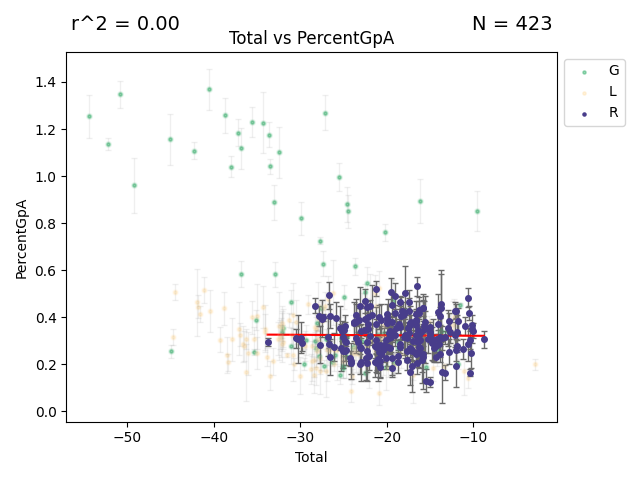 r^2 = 0.00
N = 423
Total vs PercentGpA
G
L
R
PercentGpA
1.4
1.2
1.0
0.8
0.6
0.4
0.2
0.0
−50
−40
−30
−20
−10
Total